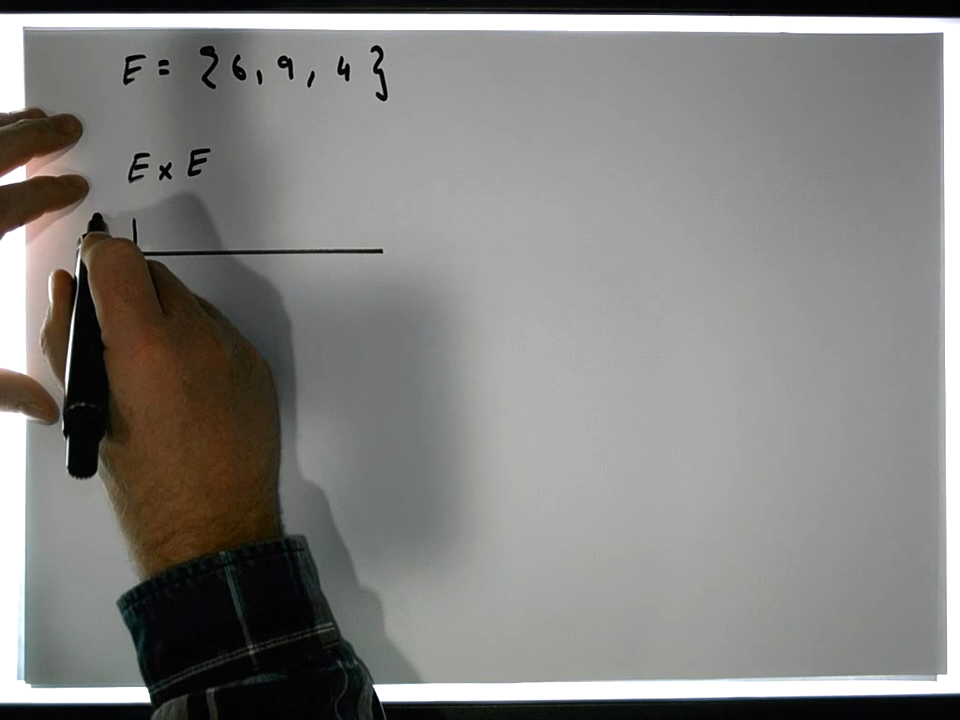 E = {6, 9, 4}
E x E